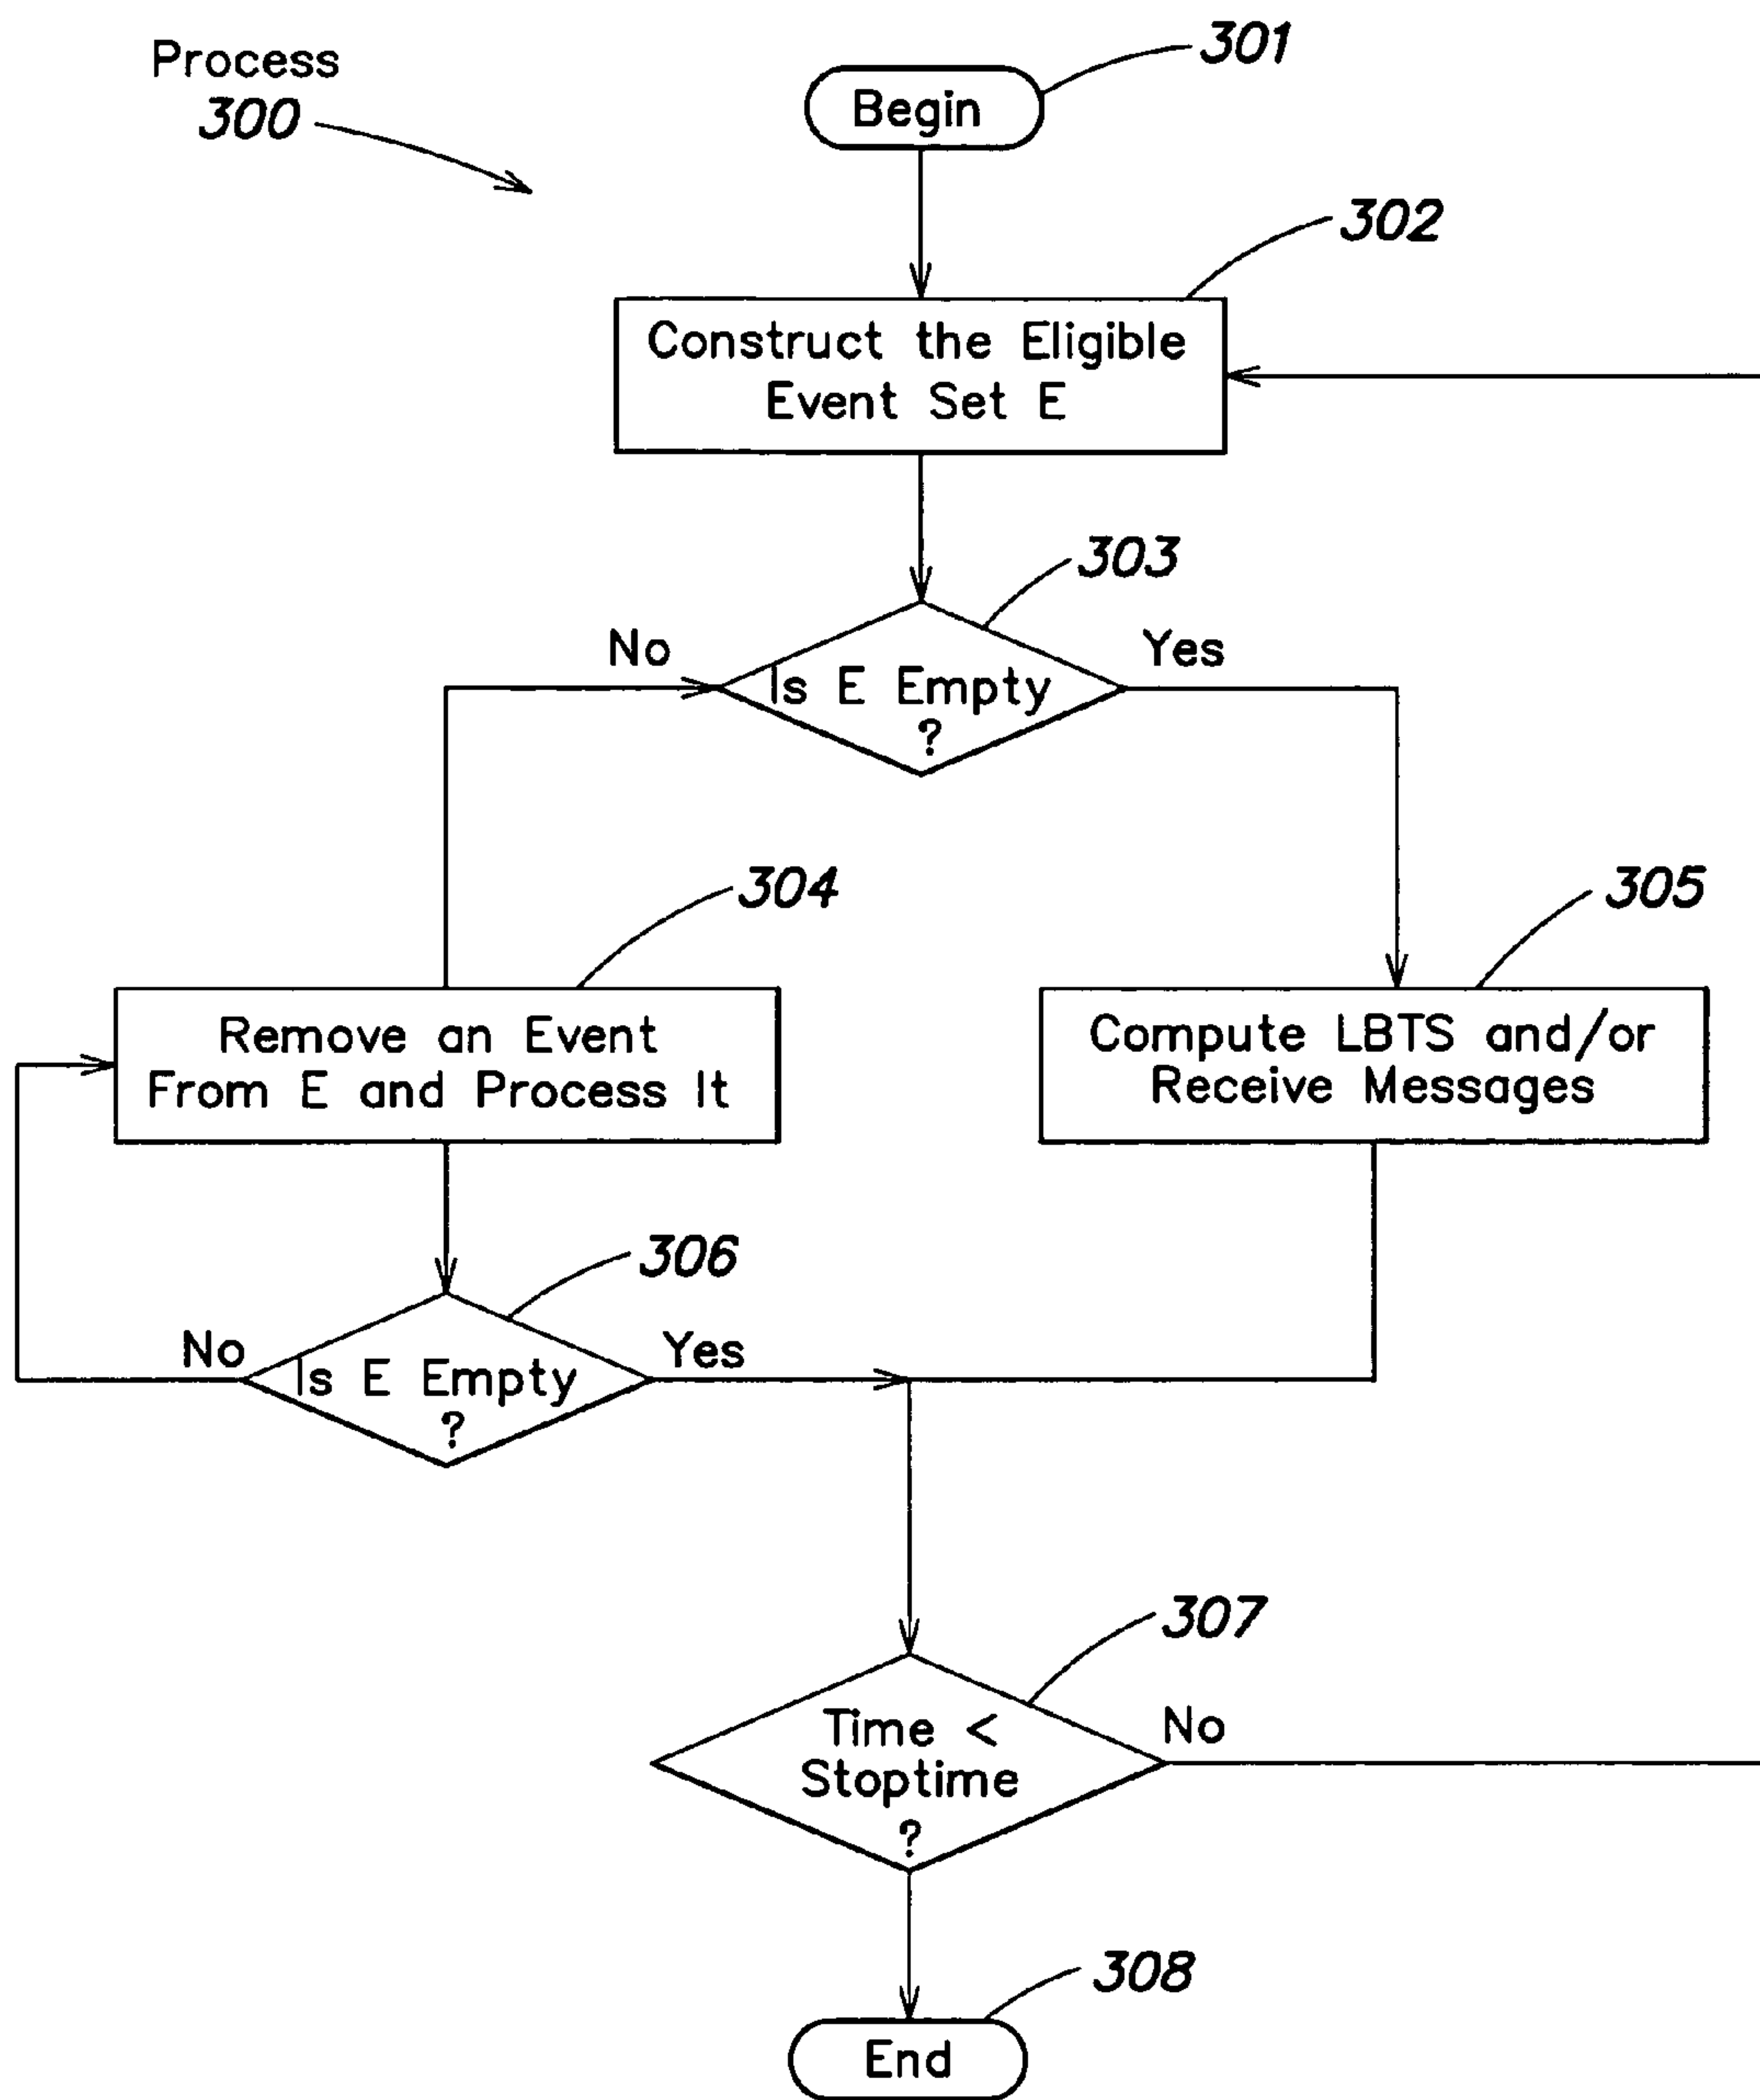 Process
300
301
Begin
302
Construct the Eligible
Event Set E
303
No
Yes
Is E Empty
?
304
305
Remove an Event
From E and Process It
Compute LBTS and/or
Receive Messages
306
No
Yes
Is E Empty
?
307
Time <
Stoptime
?
No
308
End